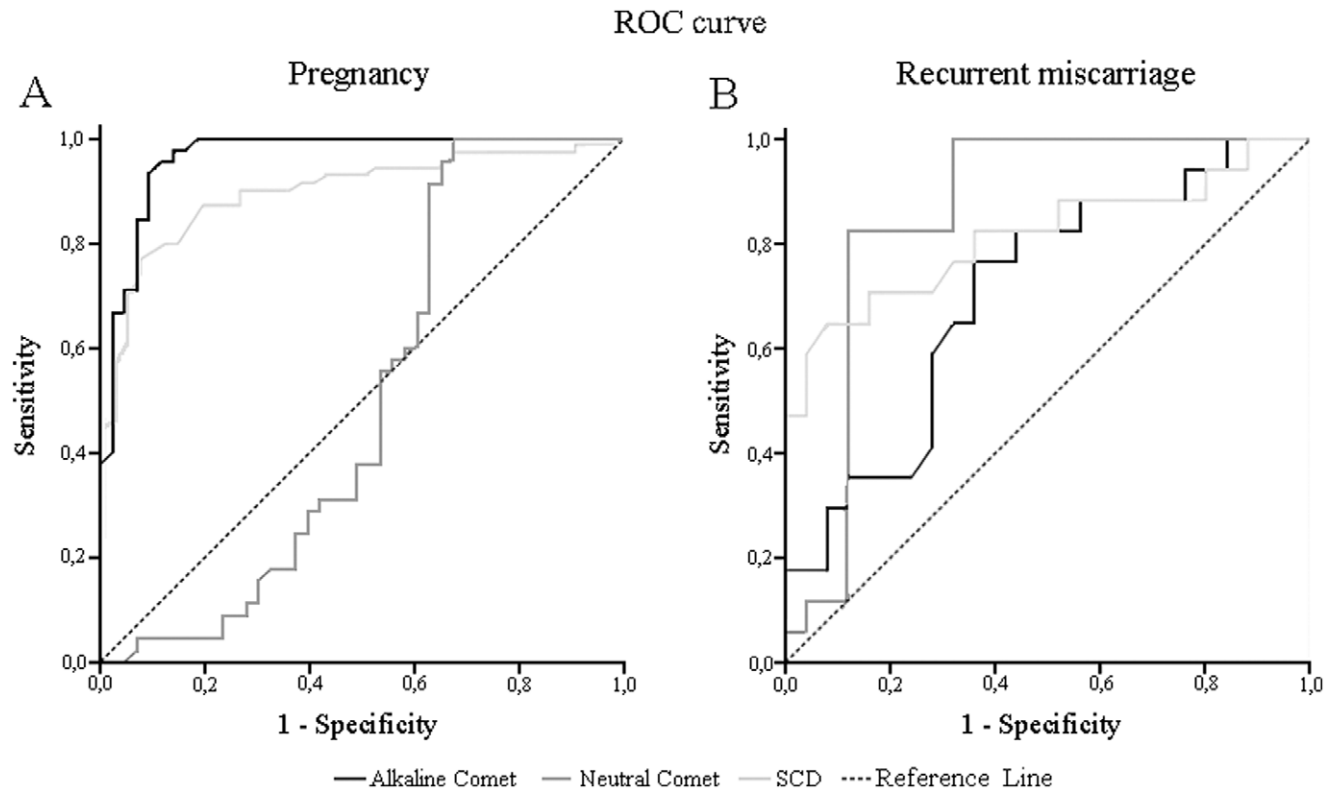 ROC curve
A
Pregnancy
B
Recurrent miscarriage
1,0
0,8
0,6
0,4
0,2
0,0
Sensitivity
0,0 0,2 0,4 0,6 0,8 1,0
1 - Specificity
1,0
0,8
0,6
0,4
0,2
0,0
Sensitivity
0,0 0,2 0,4 0,6 0,8 1,0
1 - Specificity
Alkaline Comet Neutral Comet SCD Reference Line